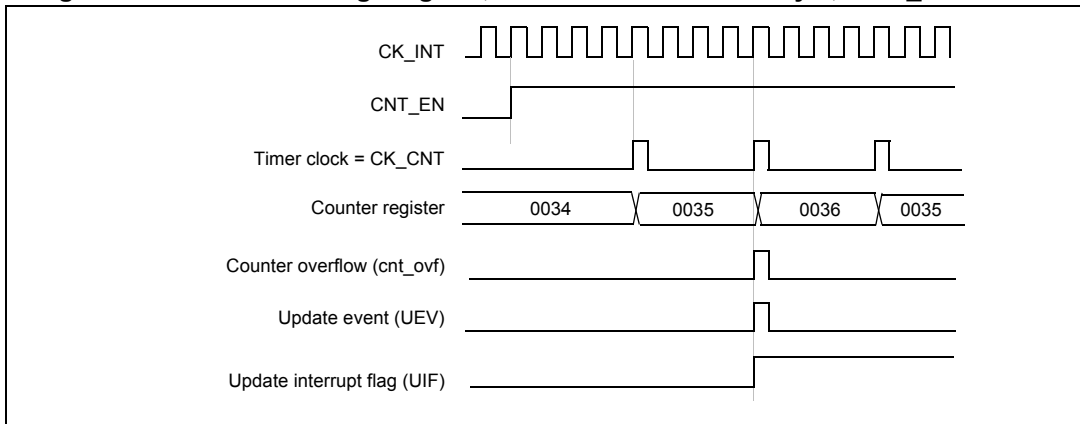 CK_INT
CNT_EN
Timer clock = CK_CNT
Counter register 0034 0035 0036 0035
Counter overflow (cnt_ovf)
Update event (UEV)
Update interrupt flag (UIF)